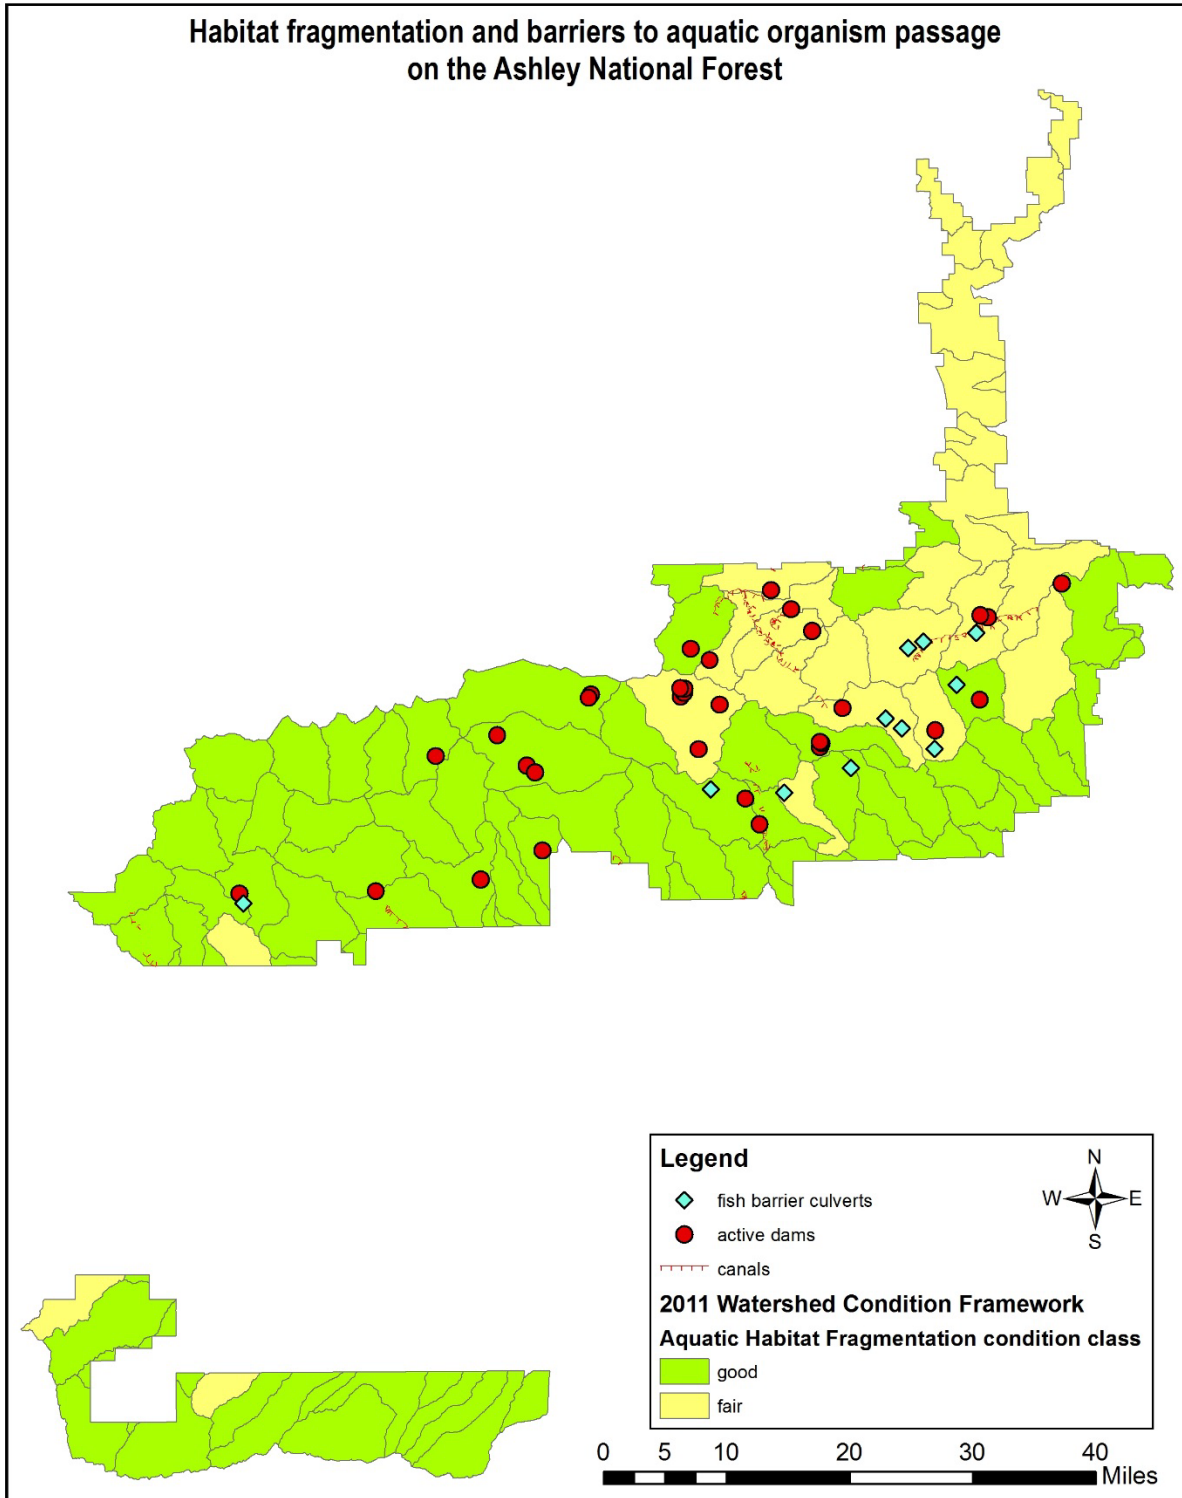 Habitat fragmentation and barriers to aquatic organism passage
on the Ashley National Forest
Legend
N
W E
S
fish barrier culverts
active dams
canals
2011 Watershed Condition Framework
Aquatic Habitat Fragmentation condition class
good
fair
0 5 10 20 30 40
Miles